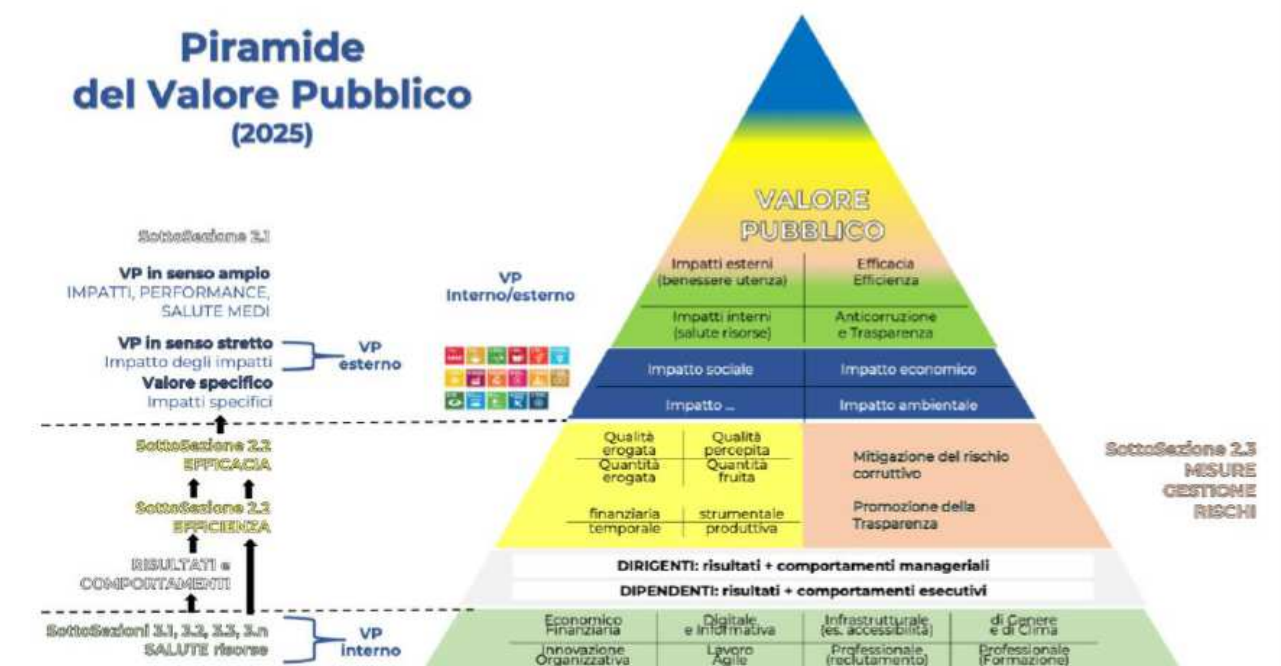 Piramide
del Valore Pubblico
(2025)
SottoSezione 2.1
VP in senso ampio
IMPATTI, PERFORMANCE,
SALUTE MEDI
VP in senso stretto
Impatto degli impatti
Valore specifico
Impatti specifici
VP
esterno
VP
Interno/esterno
SottoSezione 2.2
EFFICACIA
SottoSezione 2.2
EFFICIENZA
RISULTATI e
COMPORTAMENTI
SottoSezioni 3.1, 3.2, 3.3, 3.n
SALUTE risorse
VP
interno
VALORE
PUBBLICO
Impatti esterni
(benessere utenza)
Efficacia
Efficienza
Impatti interni
(salute risorse)
Anticorruzione
e Trasparenza
Impatto sociale
Impatto economico
Impatto ...
Impatto ambientale
Qualità
erogata
Qualità
percepita
Quantità
erogata
Quantità
fruita
finanziaria
strumentale
temporale
produttiva
Mitigazione del rischio
corruttivo
Promozione della
Trasparenza
SottoSezione 2.3
MISURE
GESTIONE
RISCHI
DIRIGENTI: risultati + comportamenti manageriali
DIPENDENTI: risultati + comportamenti esecutivi
Economico
Finanziaria
Digitale
e Informativa
Infrastrutturale
(es. accessibilità)
di Genere
e di Clima
Innovazione
Organizzativa
Lavoro
Agile
Professionale
(reclutamento)
Professionale
(Formazione)